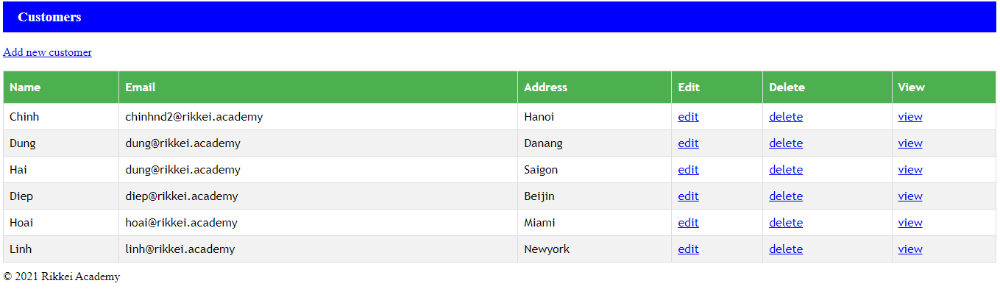 Customers
Add new customer
Name Email Address Edit Delete View
Chinh chinhnd2@rikkei.academy Hanoi edit delete view
Dung dung@rikkei.academy Danang edit delete view
Hai dung@rikkei.academy Saigon edit delete view
Diep diep@rikkei.academy Beijin edit delete view
Hoai hoai@rikkei.academy Miami edit delete view
Linh linh@rikkei.academy Newyork edit delete view
© 2021 Rikkei Academy